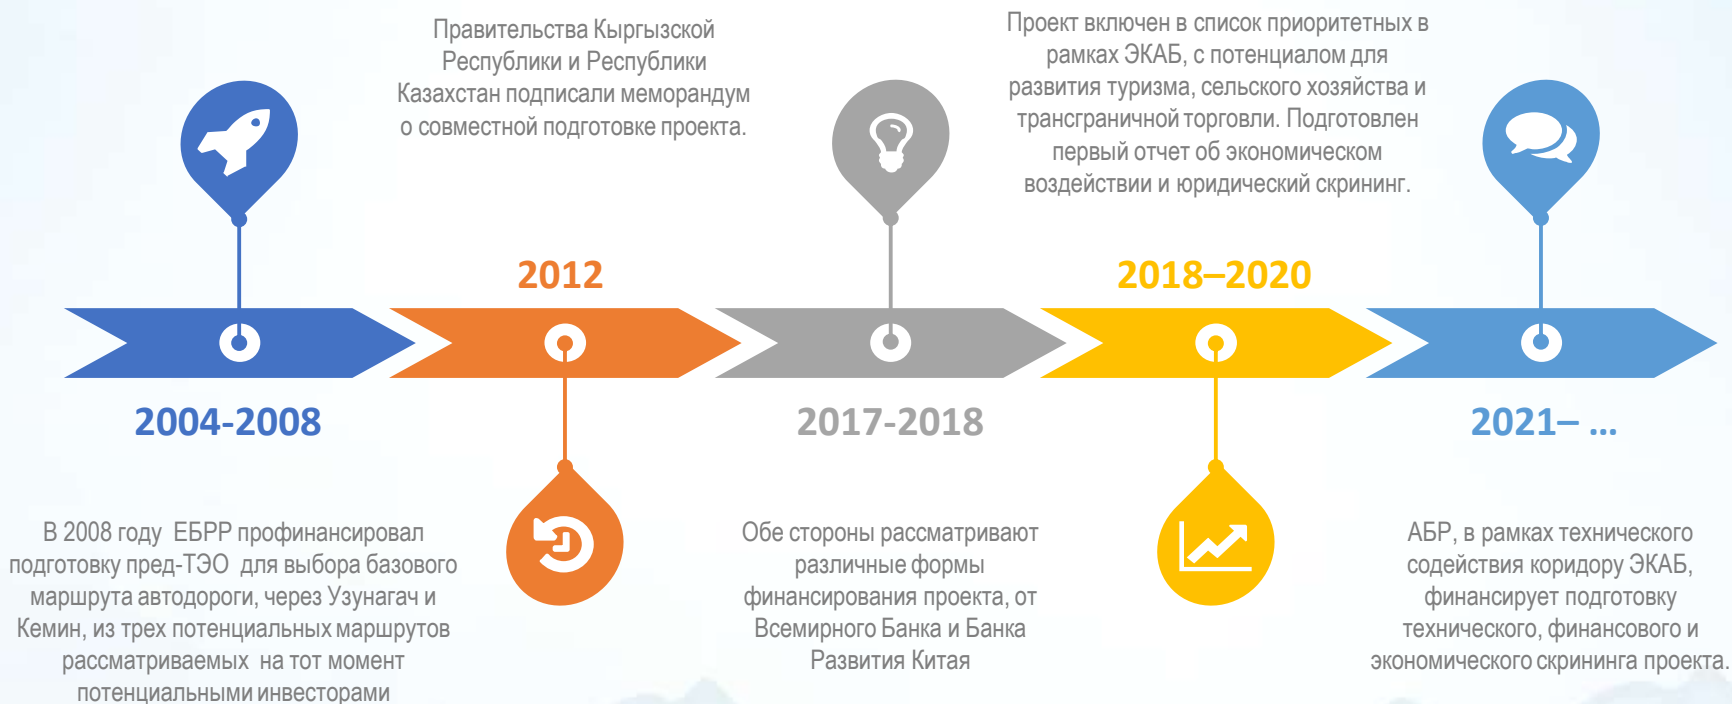 Правительства Кыргызской
Республики и Республики
Казахстан подписали меморандум
о совместной подготовке проекта.
Проект включен в список приоритетных в
рамках ЭКАБ, с потенциалом для
развития туризма, сельского хозяйства и
трансграничной торговли. Подготовлен
первый отчет об экономическом
воздействии и юридический скрининг.
2012
2018–2020
2004-2008
2017-2018
2021– ...
В 2008 году ЕБРР профинансировал
подготовку пред-ТЭО для выбора базового
маршрута автодороги, через Узунагач и
Кемин, из трех потенциальных маршрутов
рассматриваемых на тот момент
потенциальными инвесторами
Обе стороны рассматривают
различные формы
финансирования проекта, от
Всемирного Банка и Банка
Развития Китая
АБР, в рамках технического
содействия коридору ЭКАБ,
финансирует подготовку
технического, финансового и
экономического скрининга проекта.